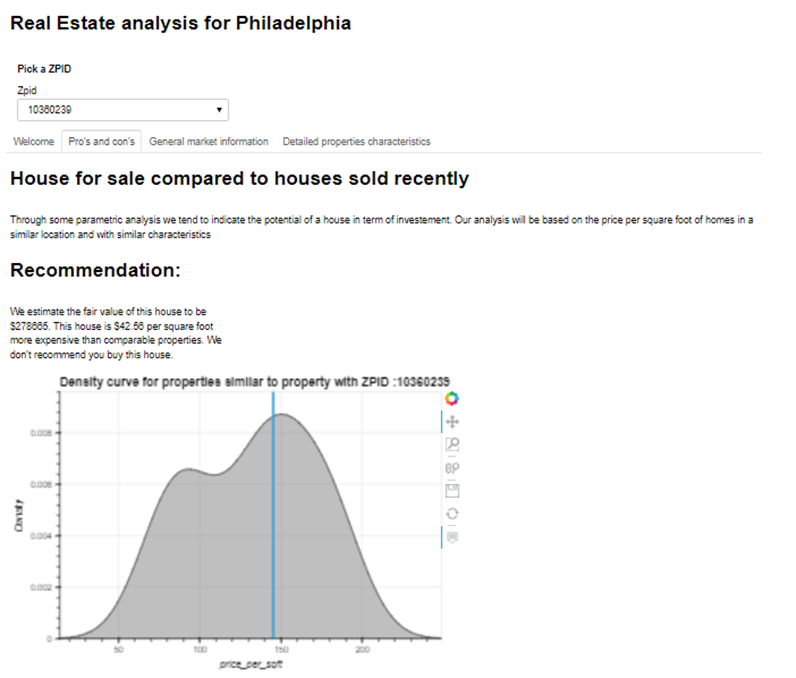 Real Estate analysis for Philadelphia
Pick a ZPID
Zpid
10360239
Welcome Pro's and con's General market information Detailed properties characteristics
House for sale compared to houses sold recently
Through some parametric analysis we tend to indicate the potential of a house in term of investement. Our analysis will be based on the price per square foot of homes in a
similar location and with similar characteristics
Recommendation:
We estimate the fair value of this house to be
$278665. This house is $42.56 per square foot
more expensive than comparable properties. We
don't recommend you buy this house.
Density curve for properties similar to property with ZPID :10360239
0.008
0.006
0.004
0.002
0
Density
50 100 150 200
price_per_sqft